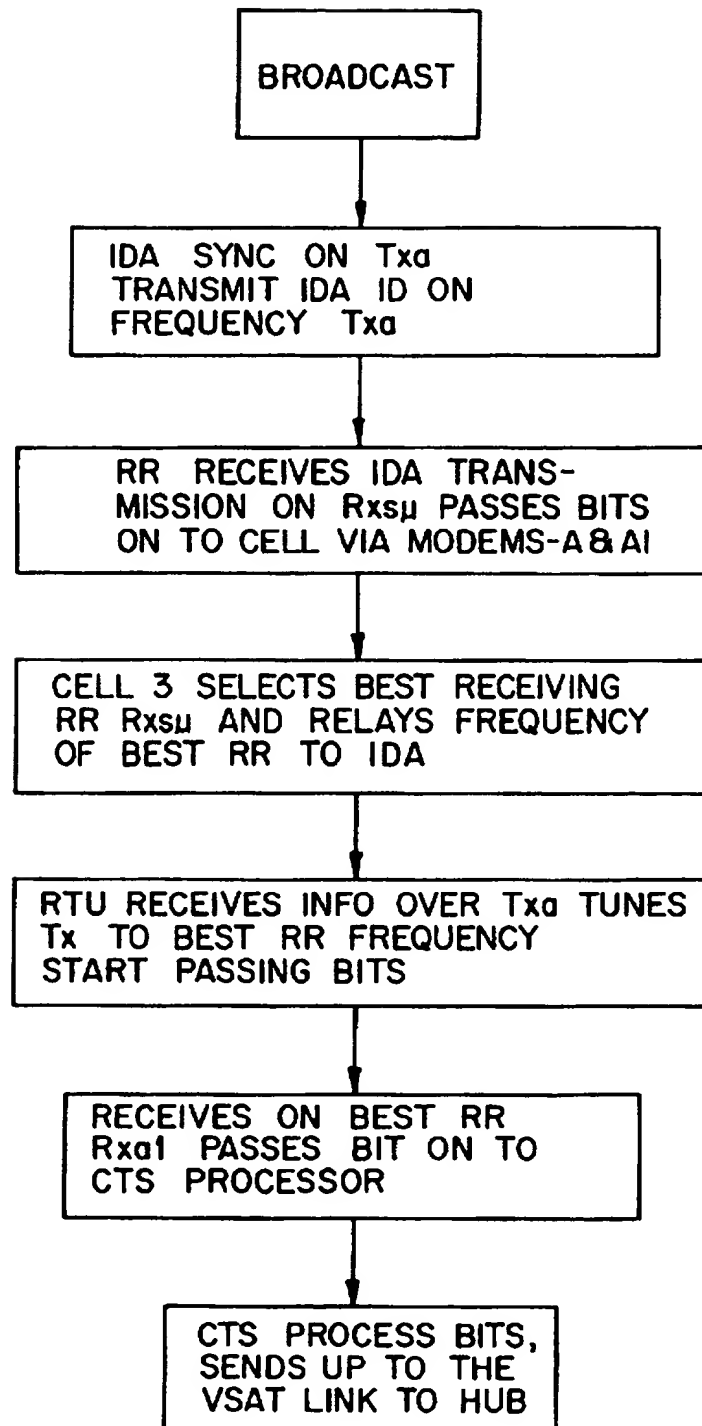 BROADCAST
IDA SYNC ON Txa
TRANSMIT IDA ID ON
FREQUENCY Txa
RR RECEIVES IDA TRANS-
MISSION ON Rxsμ PASSES BITS
ON TO CELL VIA MODEMS-A & A1
CELL 3 SELECTS BEST RECEIVING
RR Rxsμ AND RELAYS FREQUENCY
OF BEST RR TO IDA
RTU RECEIVES INFO OVER Txa TUNES
Tx TO BEST RR FREQUENCY
START PASSING BITS
RECEIVES ON BEST RR
Rxa1 PASSES BIT ON TO
CTS PROCESSOR
CTS PROCESS BITS,
SENDS UP TO THE
VSAT LINK TO HUB